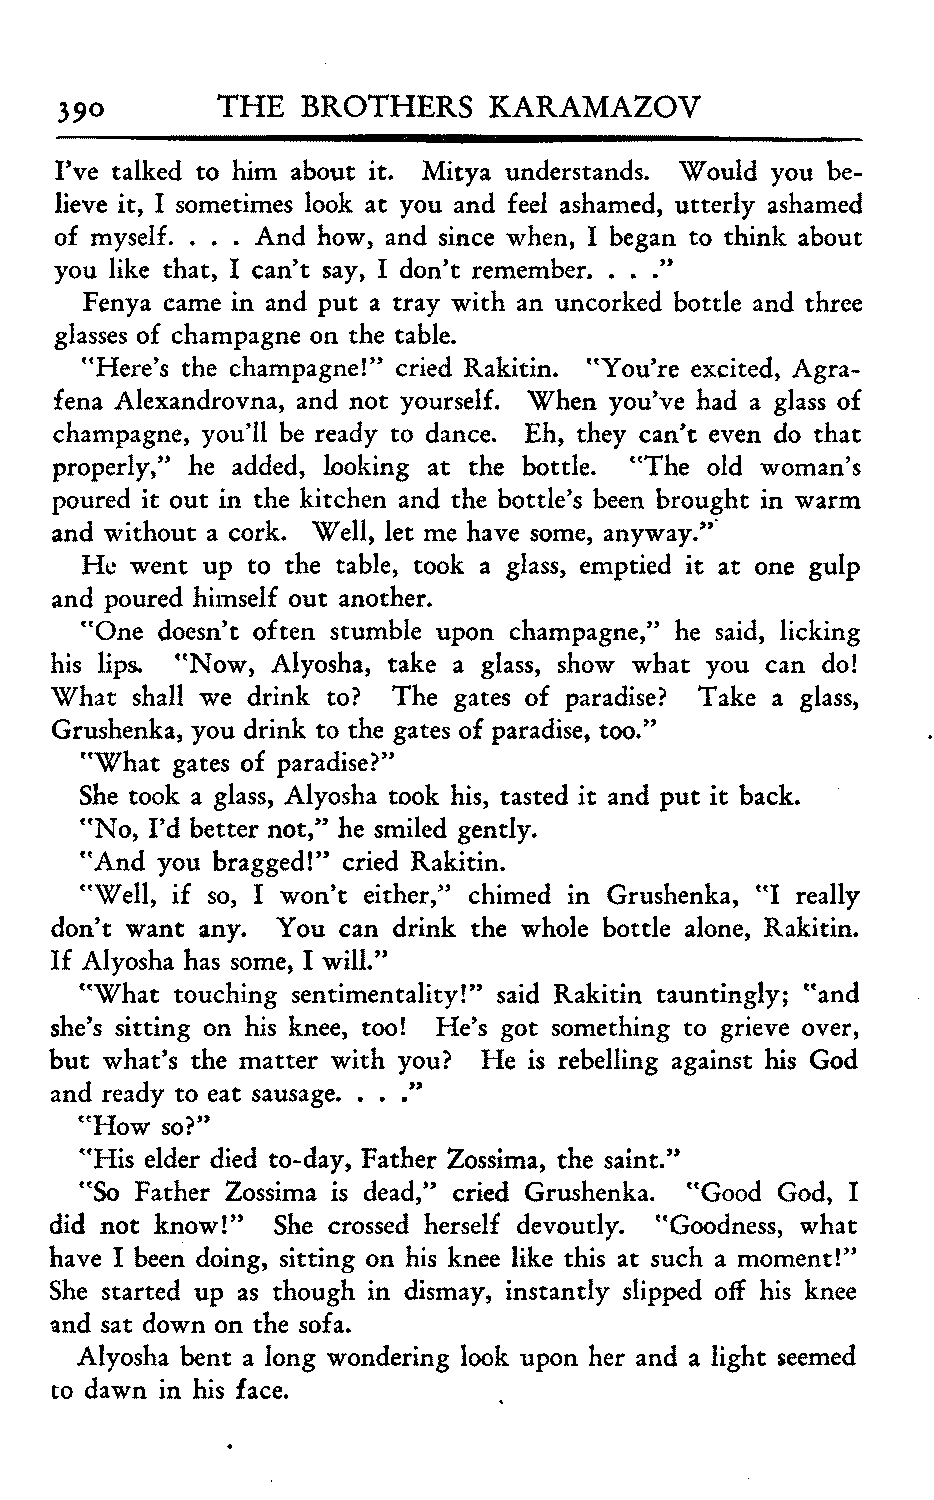 390 THE BROTHERS KARAMAZOV
I've talked to him about it. Mitya understands. Would you be-
lieve it, I sometimes look at you and feel ashamed, utterly ashamed
of myself. . . . And how, and since when, I began to think about
you like that, I can't say, I don't remember. . . ."
Fenya came in and put a tray with an uncorked bottle and three
glasses of champagne on the table.
"Here's the champagne!" cried Rakitin. "You're excited, Agra-
fena Alexandrovna, and not yourself. When you've had a glass of
champagne, you'll be ready to dance. Eh, they can't even do that
properly," he added, looking at the bottle. "The old woman's
poured it out in the kitchen and the bottle's been brought in warm
and without a cork. Well, let me have some, anyway."
He went up to the table, took a glass, emptied it at one gulp
and poured himself out another.
"One doesn't often stumble upon champagne," he said, licking
his lips. "Now, Alyosha, take a glass, show what you can do!
What shall we drink to? The gates of paradise? Take a glass,
Grushenka, you drink to the gates of paradise, too."
"What gates of paradise?"
She took a glass, Alyosha took his, tasted it and put it back.
"No, I'd better not," he smiled gently.
"And you bragged!" cried Rakitin.
"Well, if so, I won't either," chimed in Grushenka, "I really
don't want any. You can drink the whole bottle alone, Rakitin.
If Alyosha has some, I will."
"What touching sentimentality!" said Rakitin tauntingly; "and
she's sitting on his knee, too! He's got something to grieve over,
but what's the matter with you? He is rebelling against his God
and ready to eat sausage. . . ."
"How so?"
"His elder died to-day, Father Zossima, the saint."
"So Father Zossima is dead," cried Grushenka. "Good God, I
did not know!" She crossed herself devoutly. "Goodness, what
have I been doing, sitting on his knee like this at such a moment!"
She started up as though in dismay, instantly slipped off his knee
and sat down on the sofa.
Alyosha bent a long wondering look upon her and a light seemed
to dawn in his face.